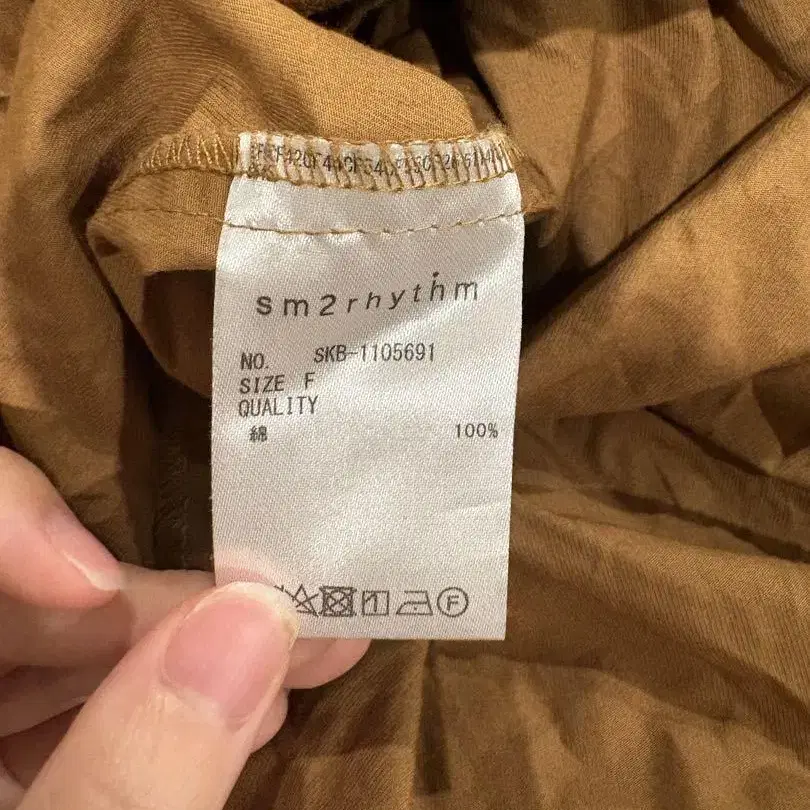 sm2rhythm
NO. SKB-1105691
SIZE F
QUALITY
綿 100%
F